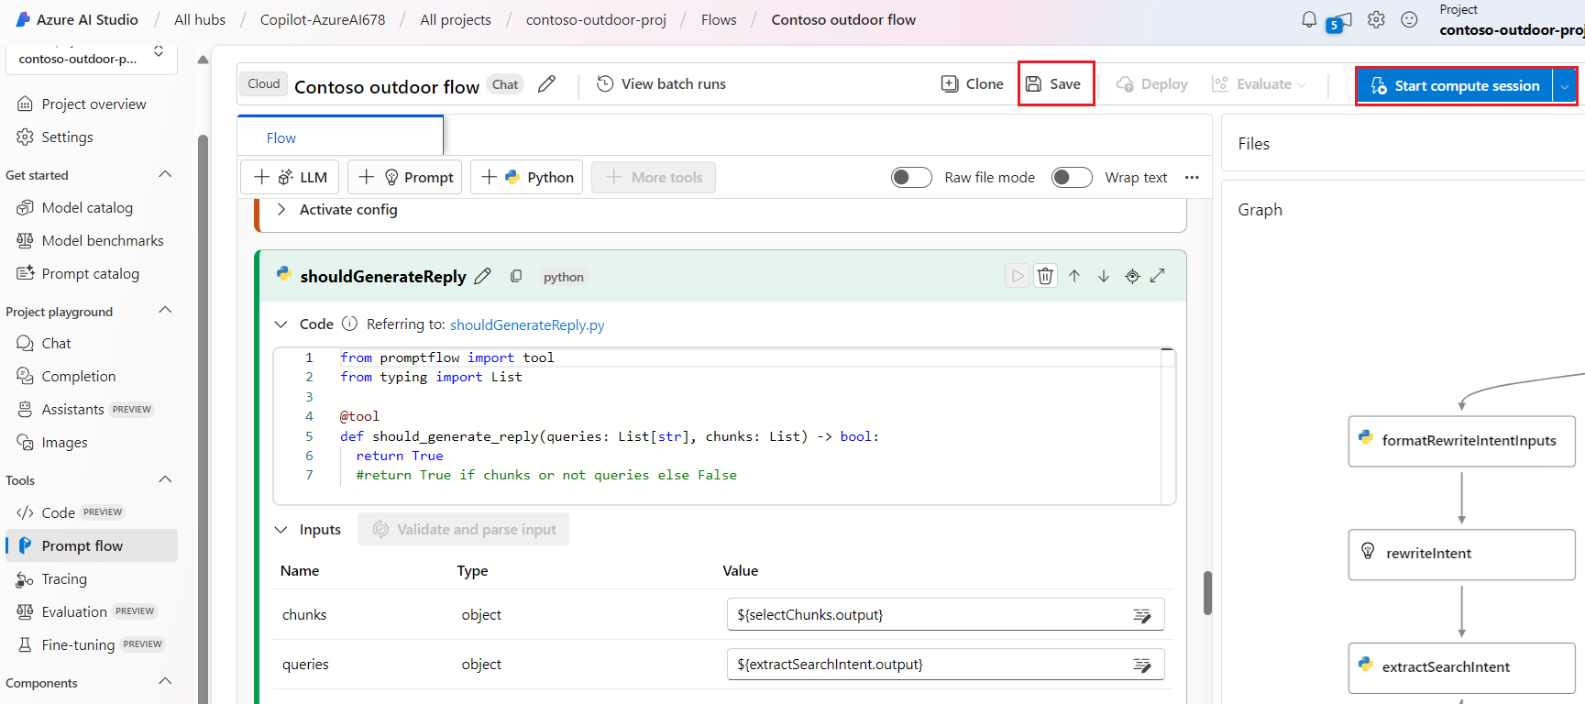 Azure AI Studio / All hubs / Copilot-AzureAI678 / All projects / contoso-outdoor-proj / Flows / Contoso outdoor flow
5
Project
contoso-outdoor-proj
contoso-outdoor-p...
Project overview
Settings
Get started
Model catalog
Model benchmarks
Prompt catalog
Project playground
Chat
Completion
Assistants PREVIEW
Images
Tools
Code PREVIEW
Prompt flow
Tracing
Evaluation PREVIEW
Fine-tuning PREVIEW
Components
Cloud Contoso outdoor flow Chat View batch runs Clone Save Deploy Evaluate Start compute session
Flow
+ LLM + Prompt + Python + More tools Raw file mode Wrap text ...
Activate config
shouldGenerateReply python
Code Referring to: shouldGenerateReply.py
1 from promptflow import tool
2 from typing import List
3
4 @tool
5 def should_generate_reply(queries: List[str], chunks: List) -> bool:
6 return True
7 #return True if chunks or not queries else False
Inputs Validate and parse input
Name Type Value
chunks object ${selectChunks.output}
queries object ${extractSearchIntent.output}
Files
Graph
formatRewriteIntentInputs
rewriteIntent
extractSearchIntent